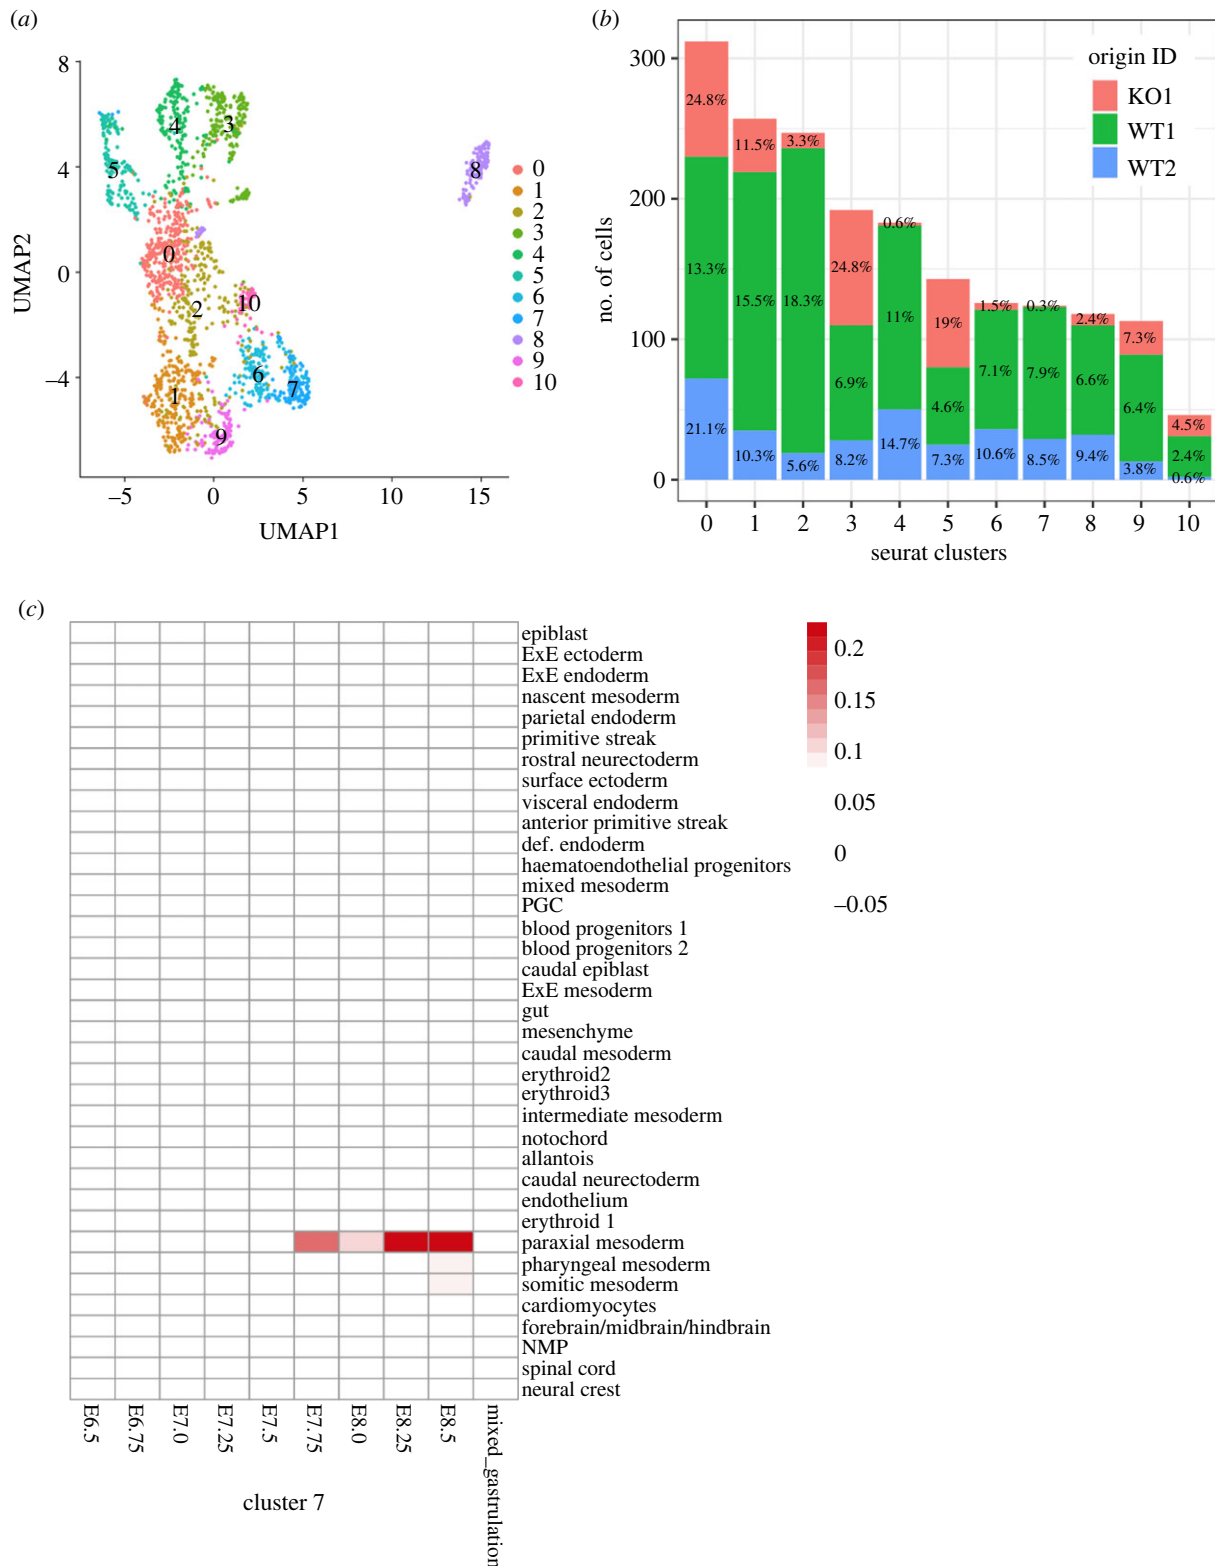 (a)
8
4
0
–4
UMAP2
–5
0
5
10
15
UMAP1
4
3
5
8
0
2
10
6
7
1
9
0
1
2
3
4
5
6
7
8
9
10
(b)
300
200
100
0
no. of cells
origin ID
KO1
WT1
WT2
24.8%
13.3%
21.1%
11.5%
15.5%
10.3%
3.3%
18.3%
5.6%
24.8%
6.9%
8.2%
0.6%
11%
14.7%
19%
4.6%
7.3%
1.5%
7.1%
10.6%
0.3%
7.9%
8.5%
2.4%
6.6%
9.4%
7.3%
6.4%
3.8%
4.5%
2.4%
0.6%
0 1 2 3 4 5 6 7 8 9 10
seurat clusters
(c)
epiblast
ExE ectoderm
ExE endoderm
nascent mesoderm
parietal endoderm
primitive streak
rostral neurectoderm
surface ectoderm
visceral endoderm
anterior primitive streak
def. endoderm
haematoendothelial progenitors
mixed mesoderm
PGC
blood progenitors 1
blood progenitors 2
caudal epiblast
ExE mesoderm
gut
mesenchyme
caudal mesoderm
erythroid2
erythroid3
intermediate mesoderm
notochord
allantois
caudal neurectoderm
endothelium
erythroid 1
paraxial mesoderm
pharyngeal mesoderm
somitic mesoderm
cardiomyocytes
forebrain/midbrain/hindbrain
NMP
spinal cord
neural crest
0.2
0.15
0.1
0.05
0
–0.05
E6.5
E6.75
E7.0
E7.25
E7.5
E7.75
E8.0
E8.25
E8.5
mixed_gastrulation
cluster 7